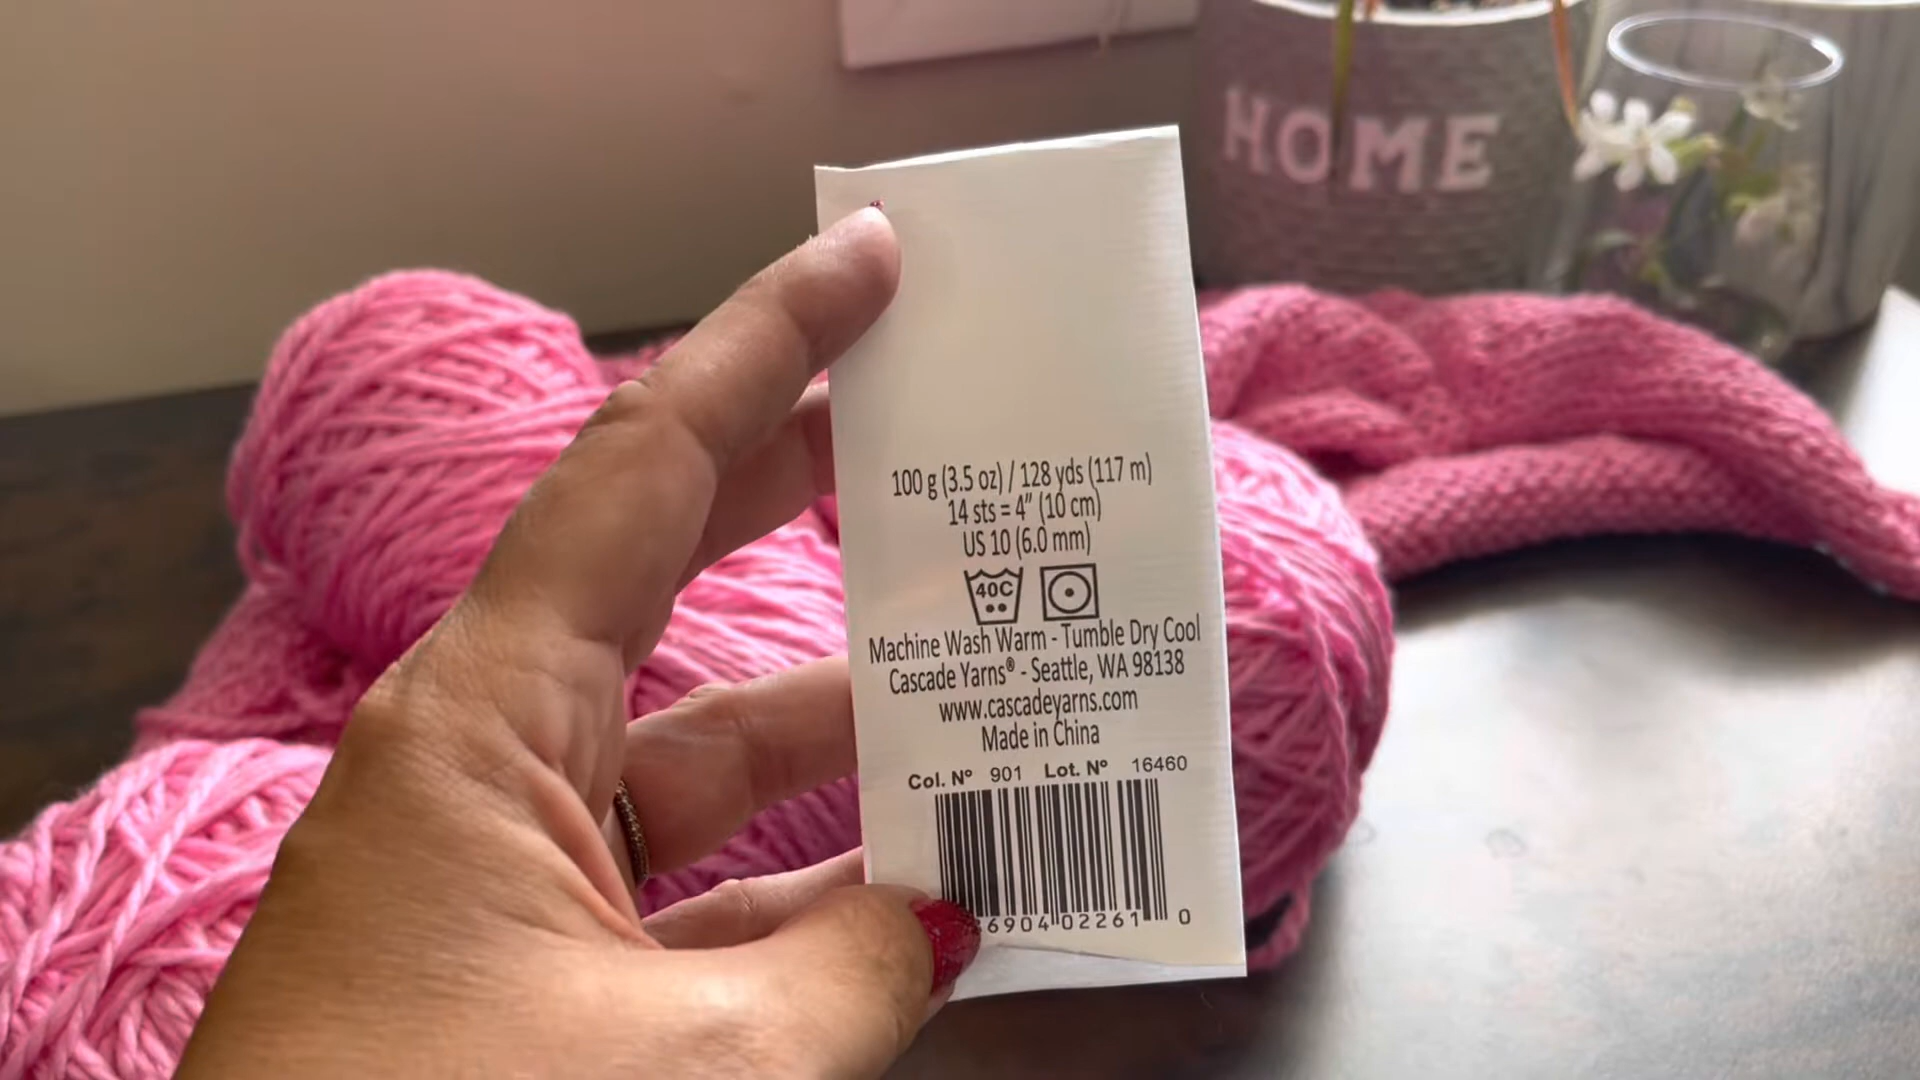 HOME
100 g (3.5 oz) / 128 yds (117 m)
14 sts = 4" (10 cm)
US 10 (6.0 mm)
40C
Machine Wash Warm - Tumble Dry Cool
Cascade Yarns® - Seattle, WA 98138
www.cascadeyarns.com
Made in China
Col. Nº 901 Lot. Nº 16460
6904 02261 0